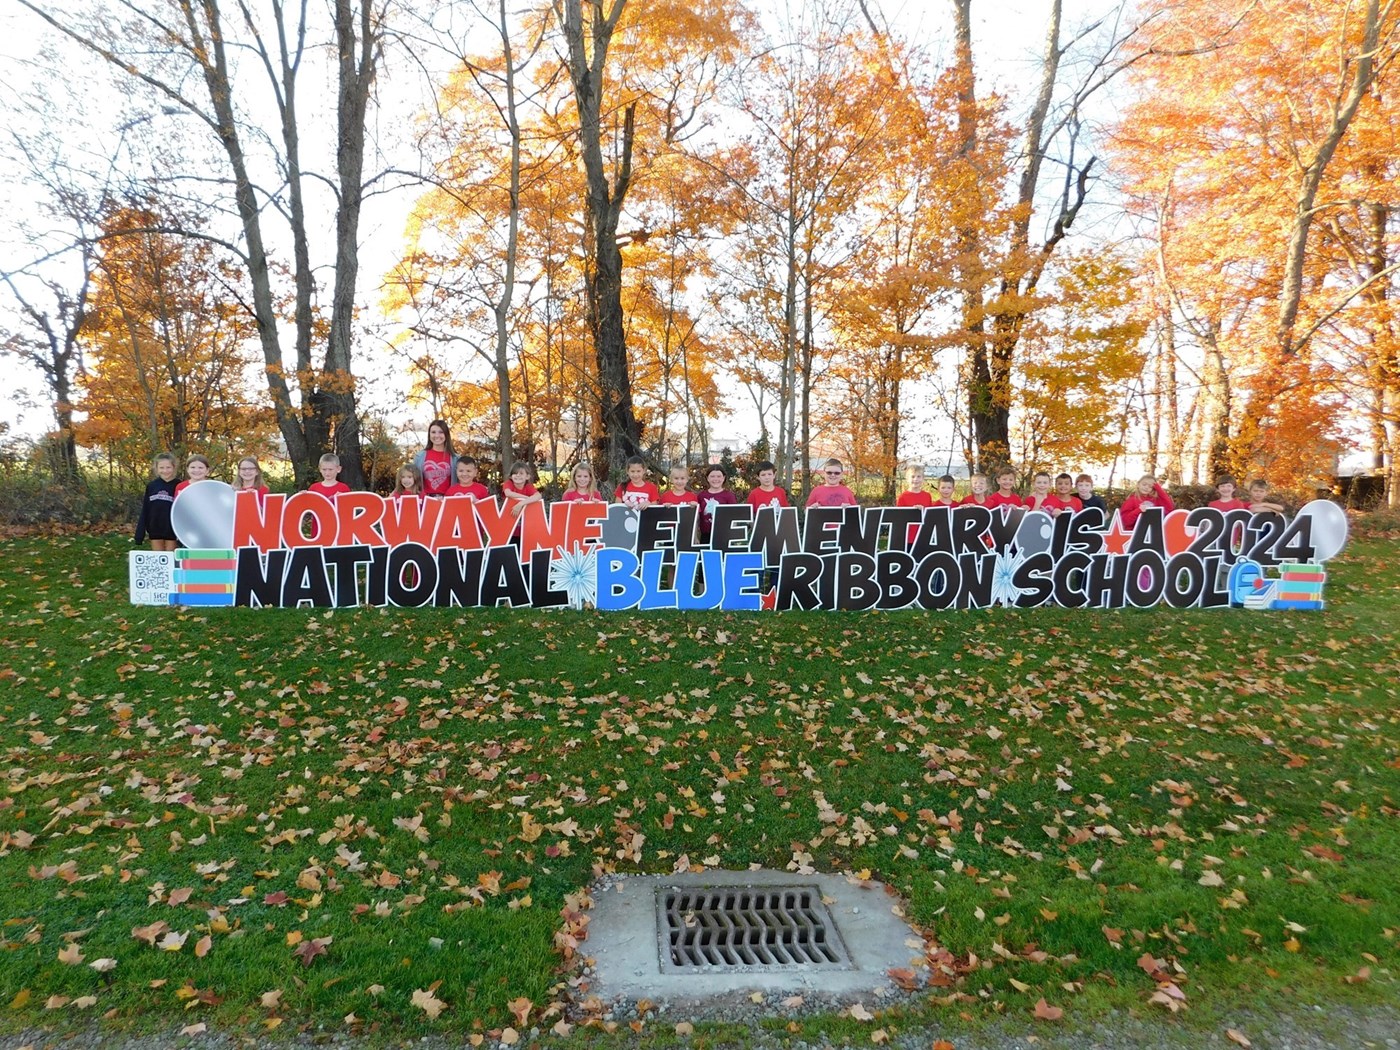 NORWAYNE ELEMENTARY IS A 2024
NATIONAL BLUE RIBBON SCHOOL